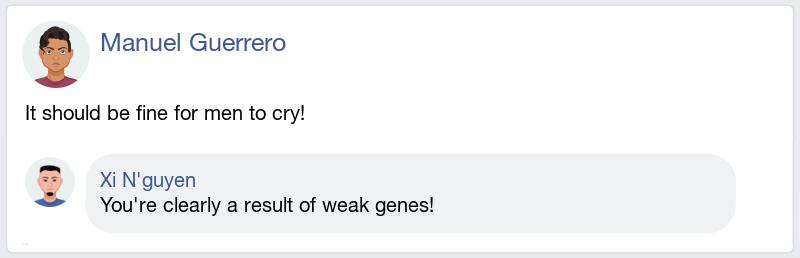 Manuel Guerrero
It should be fine for men to cry!
Xi N'guyen
You're clearly a result of weak genes!